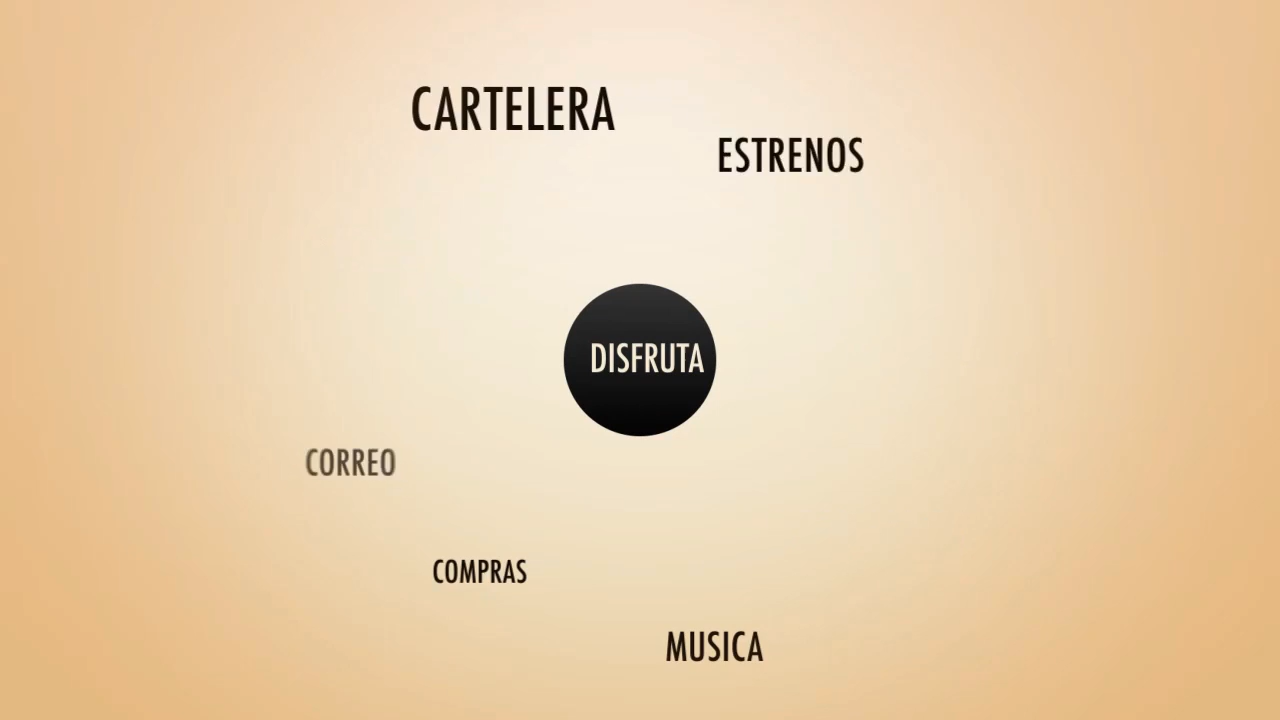 CARTELERA
ESTRENOS
DISFRUTA
CORREO
COMPRAS
MUSICA